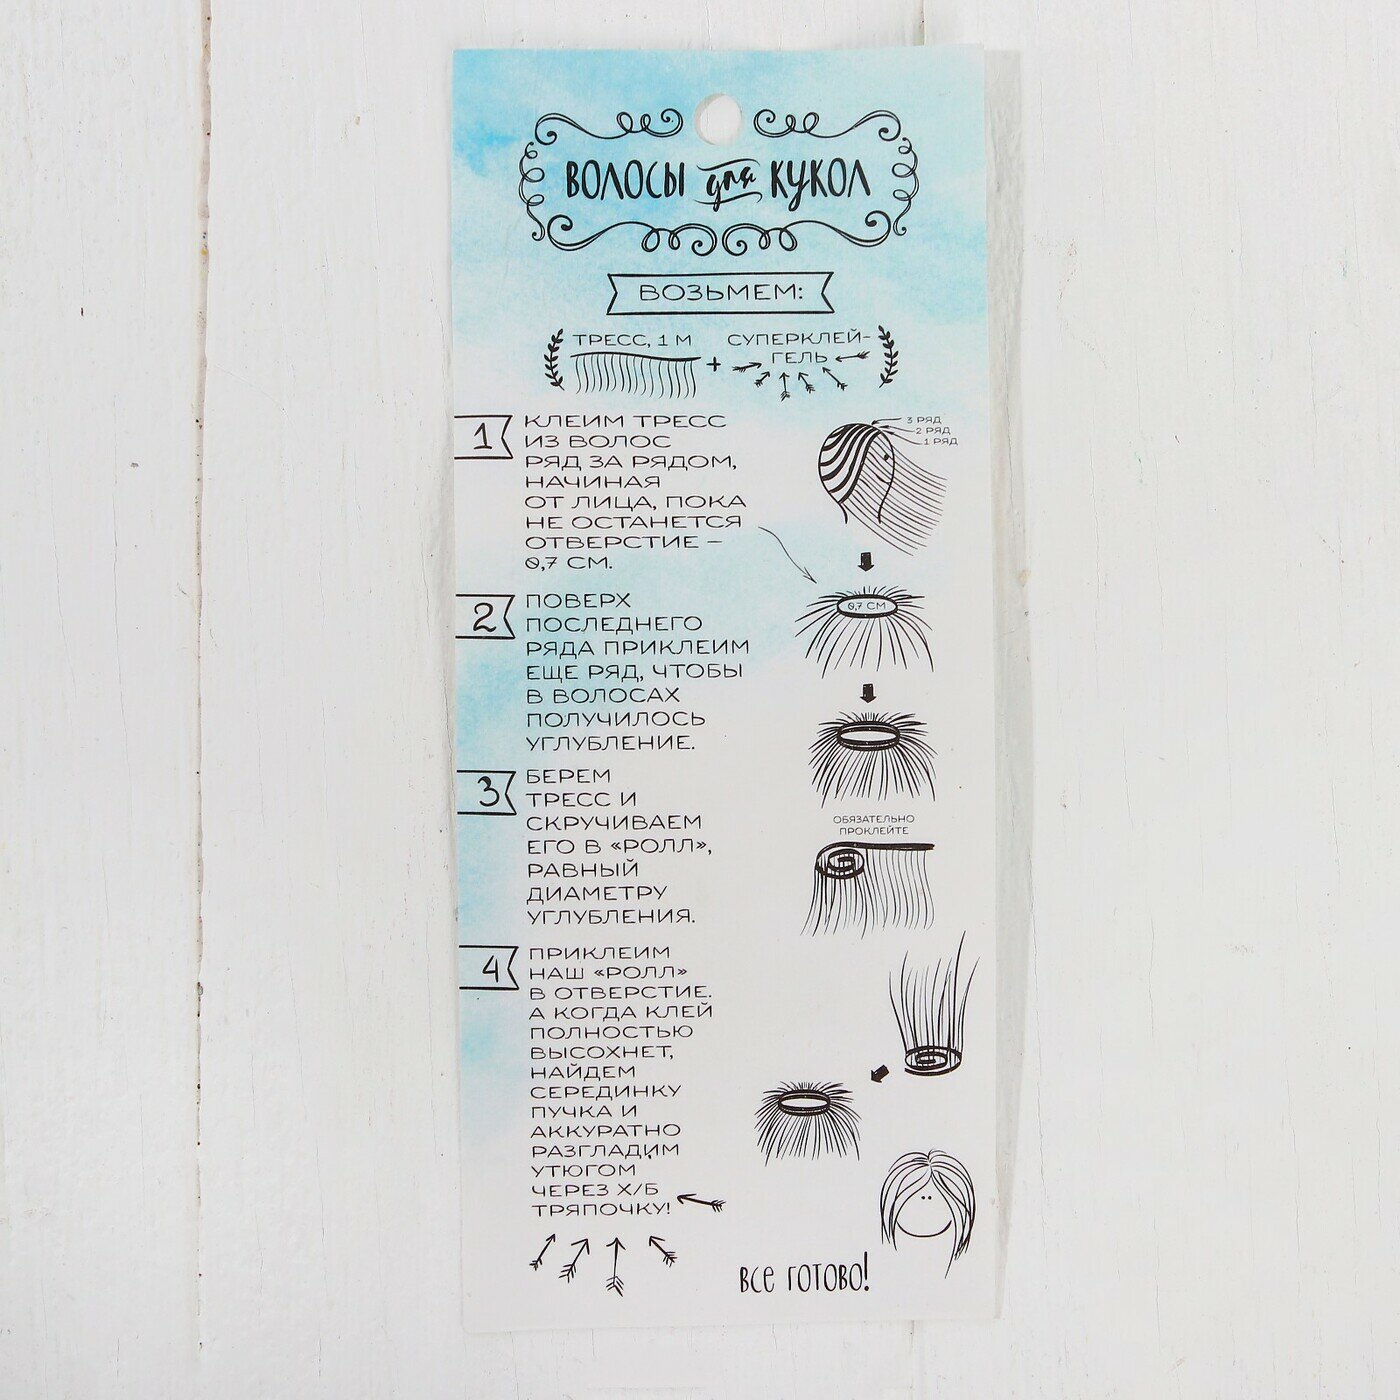 ВОЛОСЫ для КУКОЛ
ВОЗЬМЕМ:
ТРЕСС, 1 М + СУПЕРКЛЕЙ-
ГЕЛЬ
1 КЛЕИМ ТРЕСС
ИЗ ВОЛОС
РЯД ЗА РЯДОМ,
НАЧИНАЯ
ОТ ЛИЦА, ПОКА
НЕ ОСТАНЕТСЯ
ОТВЕРСТИЕ –
0,7 СМ.
3 РЯД
2 РЯД
1 РЯД
0,7 СМ
2 ПОВЕРХ
ПОСЛЕДНЕГО
РЯДА ПРИКЛЕИМ
ЕЩЕ РЯД, ЧТОБЫ
В ВОЛОСАХ
ПОЛУЧИЛОСЬ
УГЛУБЛЕНИЕ.
3 БЕРЕМ
ТРЕСС И
СКРУЧИВАЕМ
ЕГО В «РОЛЛ»,
РАВНЫЙ
ДИАМЕТРУ
УГЛУБЛЕНИЯ.
ОБЯЗАТЕЛЬНО
ПРОКЛЕЙТЕ
4 ПРИКЛЕИМ
НАШ «РОЛЛ»
В ОТВЕРСТИЕ.
А КОГДА КЛЕЙ
ПОЛНОСТЬЮ
ВЫСОХНЕТ,
НАЙДЕМ
СЕРЕДИНКУ
ПУЧКА И
АККУРАТНО
РАЗГЛАДИМ
УТЮГОМ
ЧЕРЕЗ Х/Б
ТРЯПОЧКУ!
ВСЕ ГОТОВО!